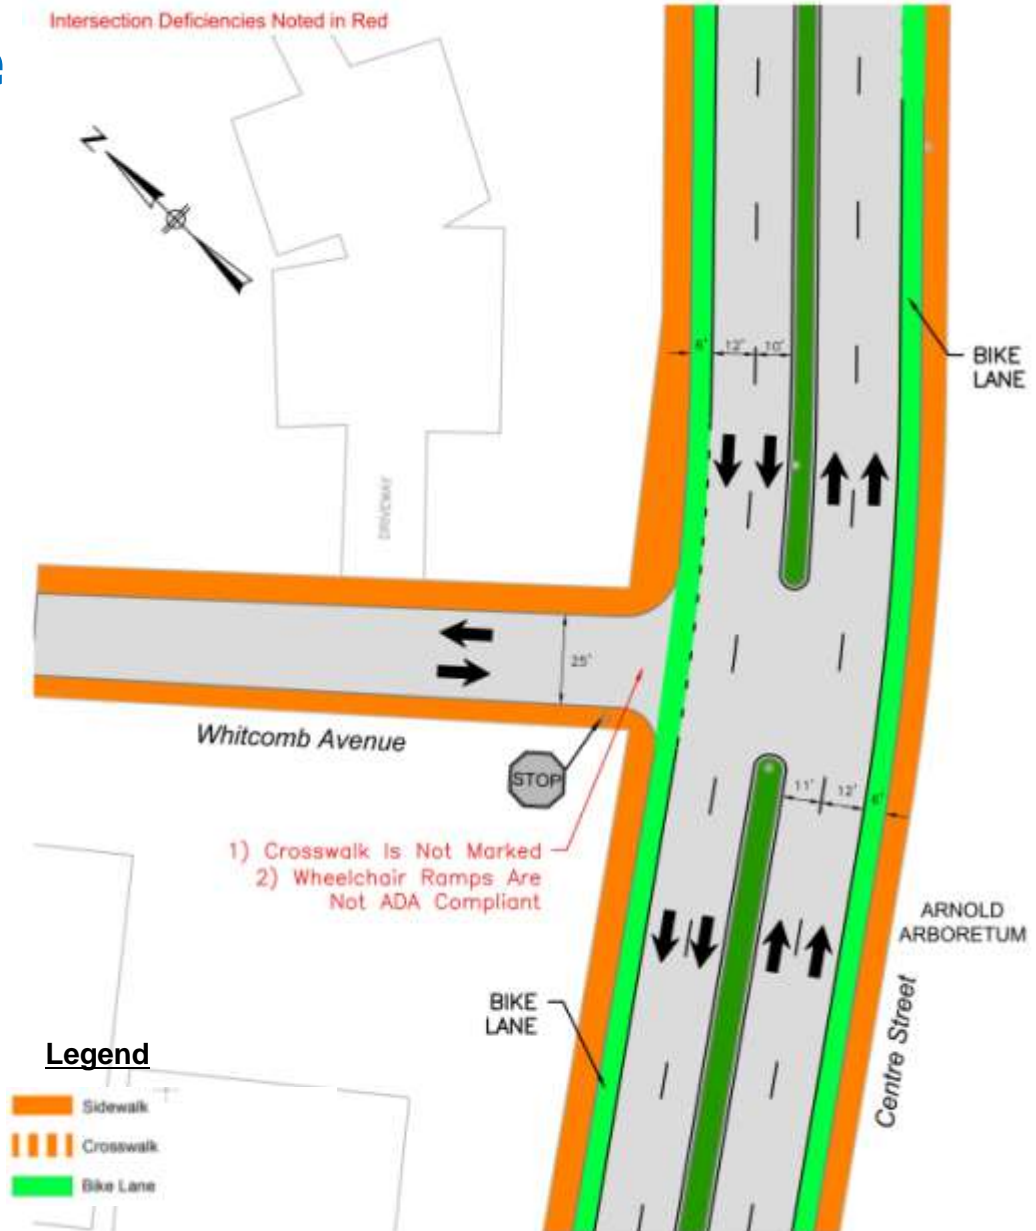 Intersection Deficiencies Noted in Red
e
N
BIKE
LANE
6' 12' 10'
DRIVEWAY
25'
Whitcomb Avenue
STOP
11' 12' 6'
1) Crosswalk Is Not Marked
2) Wheelchair Ramps Are
Not ADA Compliant
ARNOLD
ARBORETUM
BIKE
LANE
Centre Street
Legend
Sidewalk
Crosswalk
Bike Lane